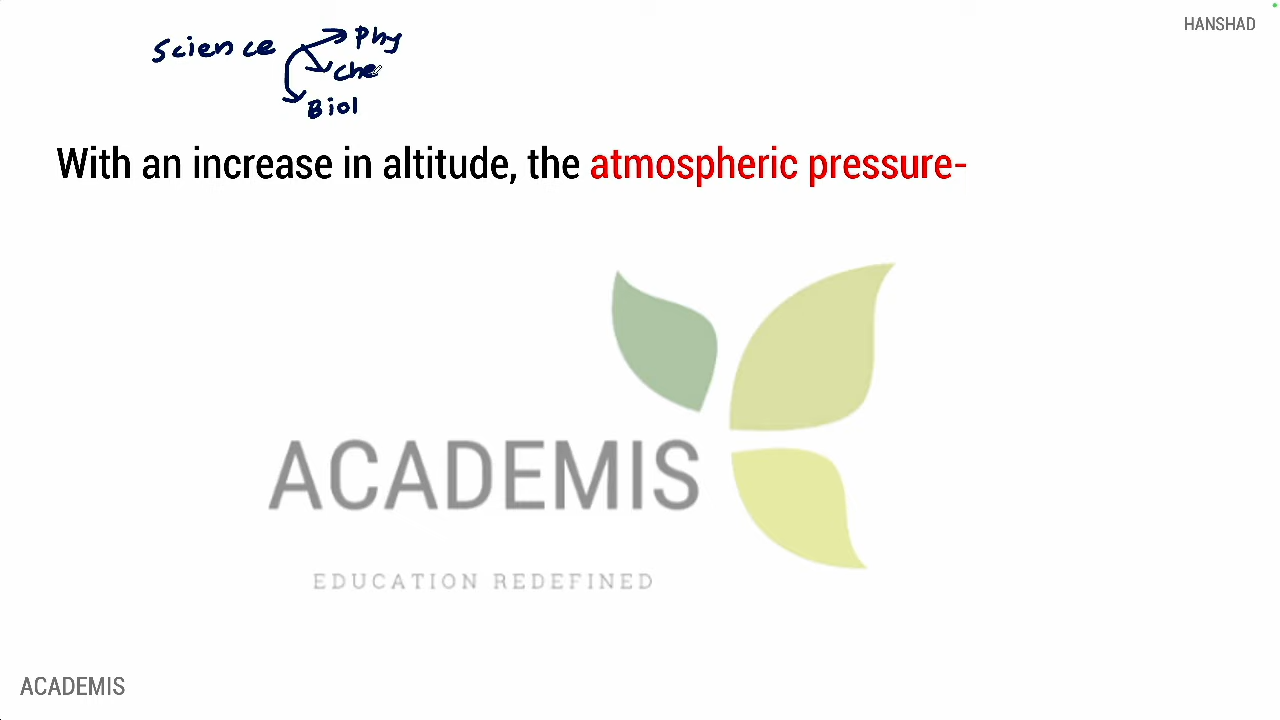 HANSHAD
Science
Phy
Che
Biol
With an increase in altitude, the atmospheric pressure-
ACADEMIS
EDUCATION REDEFINED
ACADEMIS